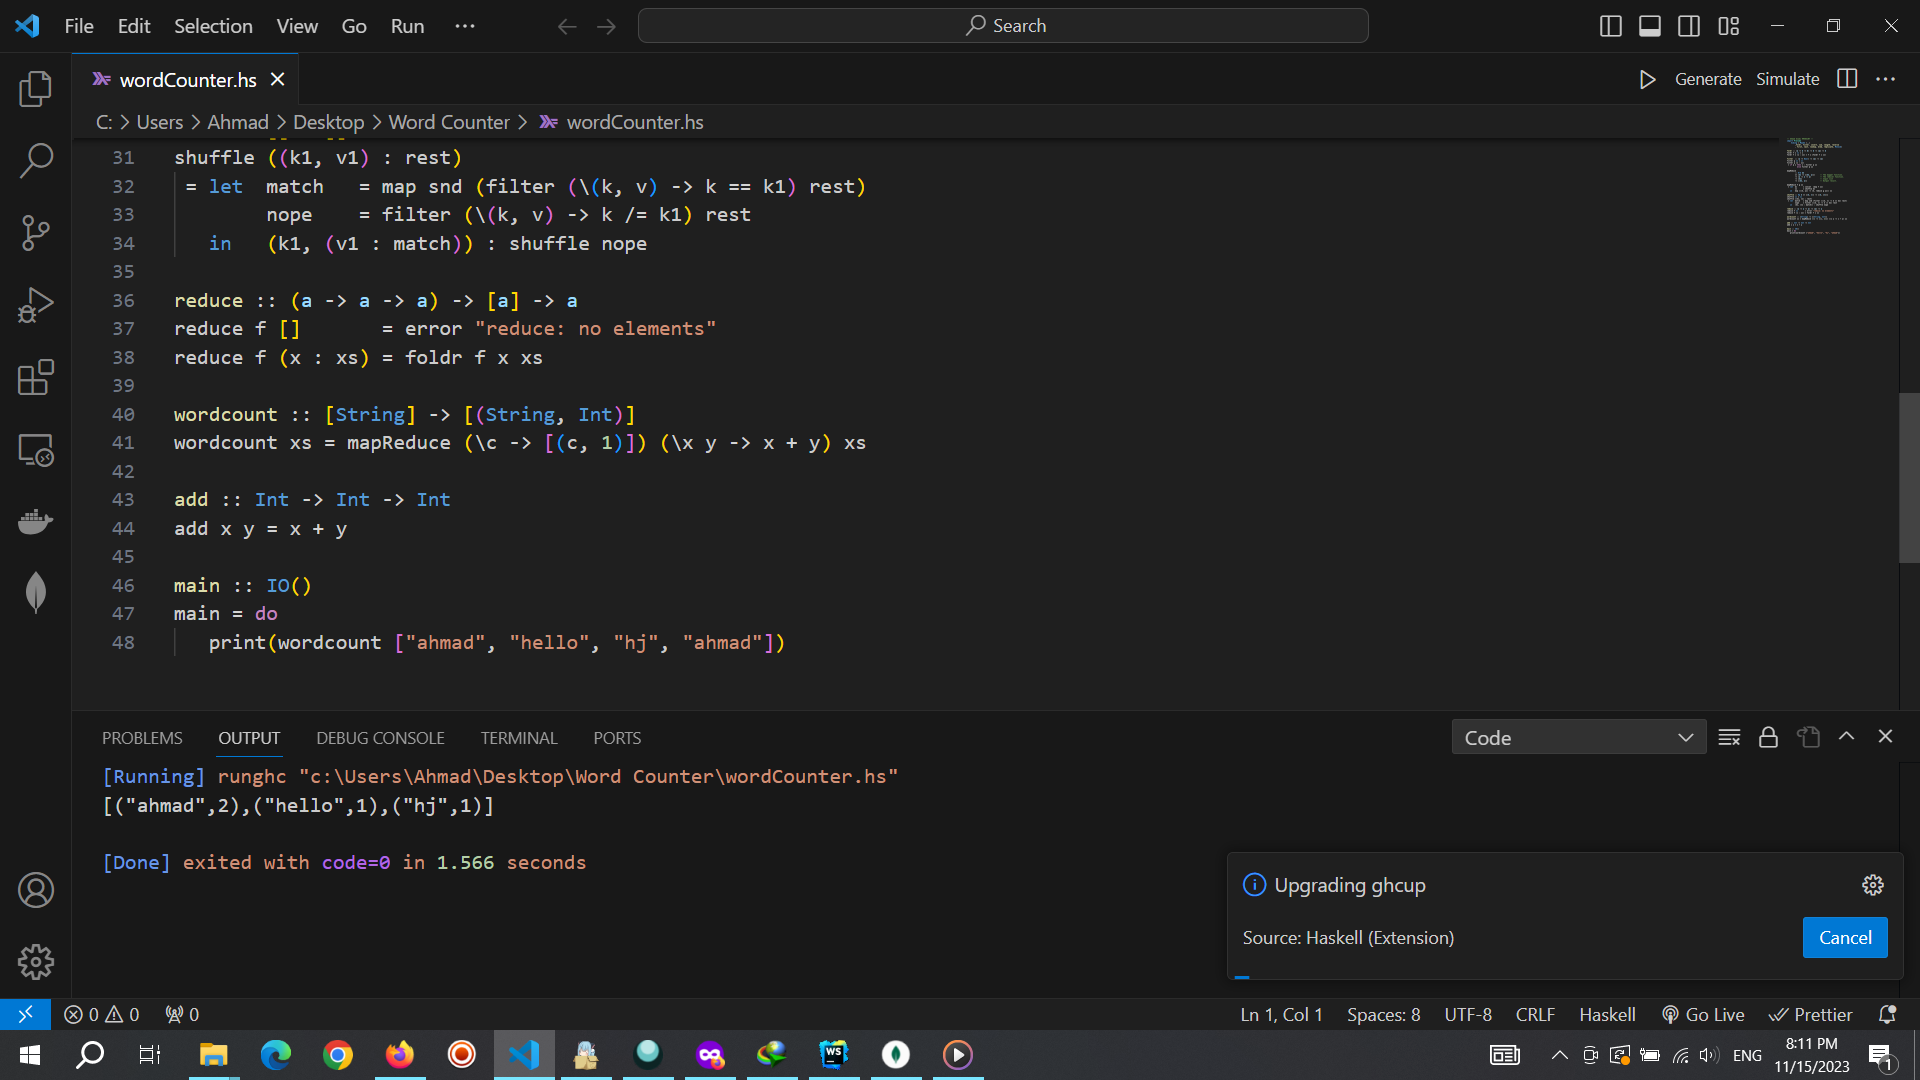 File Edit Selection View Go Run ··· Search
wordCounter.hs
Generate Simulate
C: > Users > Ahmad > Desktop > Word Counter > wordCounter.hs
31 shuffle ((k1, v1) : rest)
32 = let match = map snd (filter (\(k, v) -> k == k1) rest)
33 nope = filter (\(k, v) -> k /= k1) rest
34 in (k1, (v1 : match)) : shuffle nope
35
36 reduce :: (a -> a -> a) -> [a] -> a
37 reduce f [] = error "reduce: no elements"
38 reduce f (x : xs) = foldr f x xs
39
40 wordcount :: [String] -> [(String, Int)]
41 wordcount xs = mapReduce (\c -> [(c, 1)]) (\x y -> x + y) xs
42
43 add :: Int -> Int -> Int
44 add x y = x + y
45
46 main :: IO()
47 main = do
48 print(wordcount ["ahmad", "hello", "hj", "ahmad"])
PROBLEMS OUTPUT DEBUG CONSOLE TERMINAL PORTS Code
[Running] runghc "c:\Users\Ahmad\Desktop\Word Counter\wordCounter.hs"
[("ahmad",2),("hello",1),("hj",1)]
[Done] exited with code=0 in 1.566 seconds
Upgrading ghcup
Source: Haskell (Extension) Cancel
0 0 0 Ln 1, Col 1 Spaces: 8 UTF-8 CRLF Haskell Go Live Prettier
WS ENG 8:11 PM
11/15/2023 1